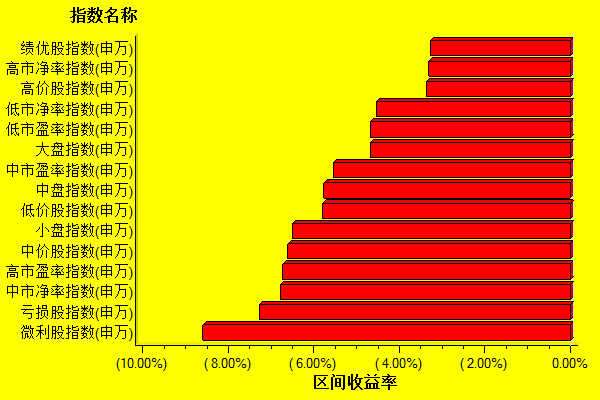 指数名称
绩优股指数(申万)
高市净率指数(申万)
高价股指数(申万)
低市净率指数(申万)
低市盈率指数(申万)
大盘指数(申万)
中市盈率指数(申万)
中盘指数(申万)
低价股指数(申万)
小盘指数(申万)
中价股指数(申万)
高市盈率指数(申万)
中市净率指数(申万)
亏损股指数(申万)
微利股指数(申万)
(10.00%) ( 8.00%) ( 6.00%) ( 4.00%) ( 2.00%) 0.00%
区间收益率